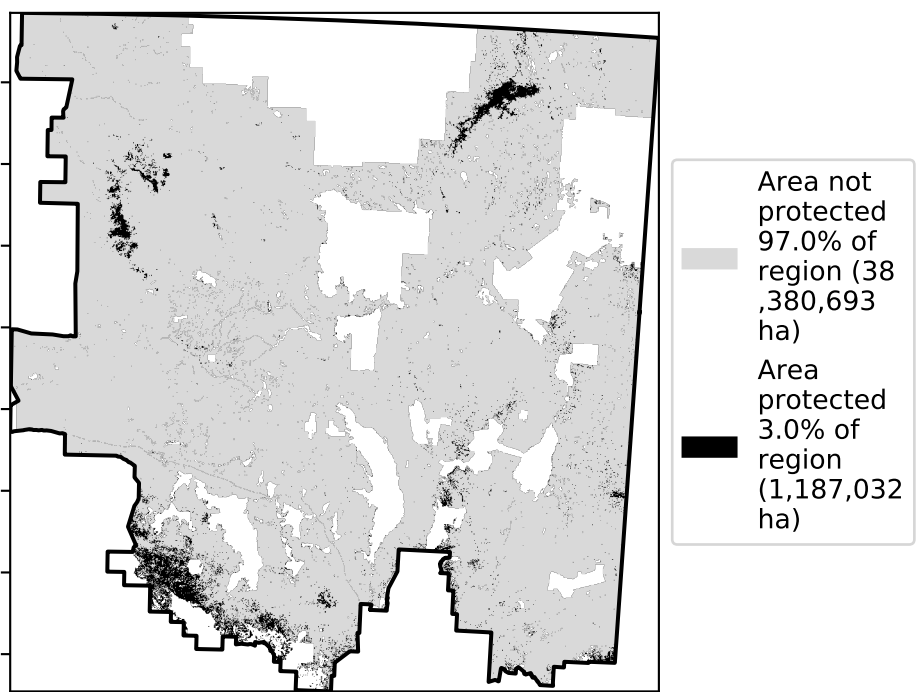 Area not
protected
97.0% of
region (38
,380,693
ha)
Area
protected
3.0% of
region
(1,187,032
ha)